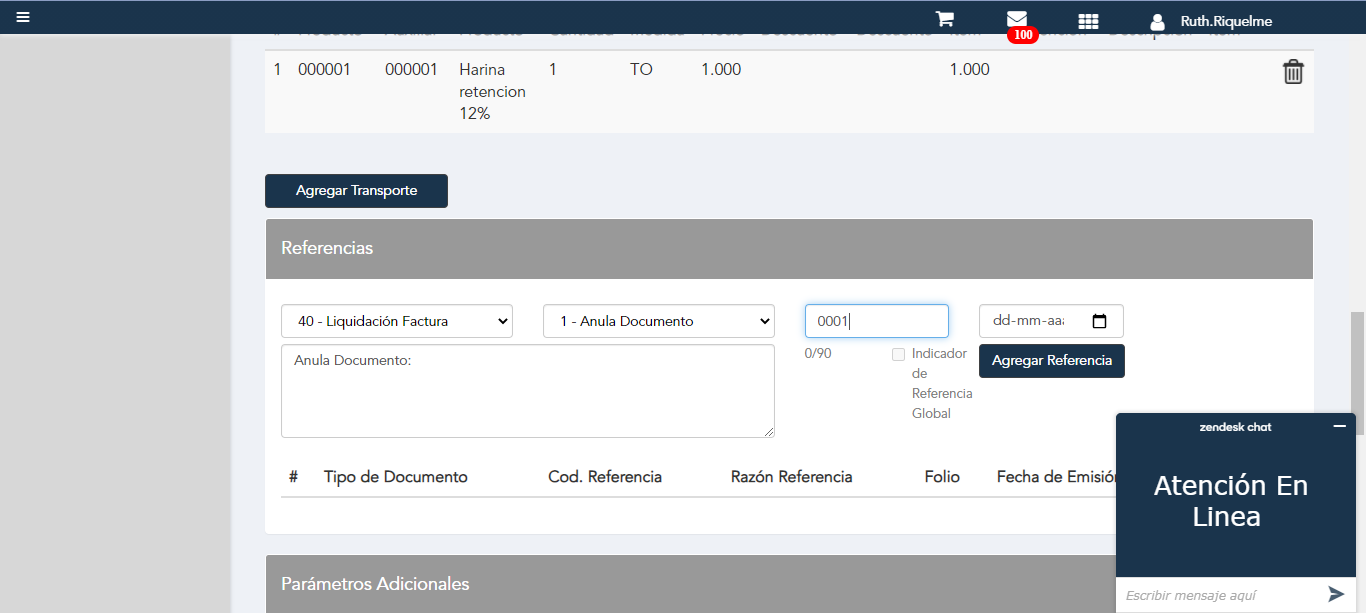 Ruth.Riquelme
100
1 000001 000001 Harina 1 TO 1.000 1.000
retencion
12%
Agregar Transporte
Referencias
40 - Liquidación Factura 1 - Anula Documento 0001 dd-mm-aaa
Anula Documento: 0/90 Indicador Agregar Referencia
de
Referencia
Global
# Tipo de Documento Cod. Referencia Razón Referencia Folio Fecha de Emisión
Parámetros Adicionales
zendesk chat
Atención En
Linea
Escribir mensaje aquí